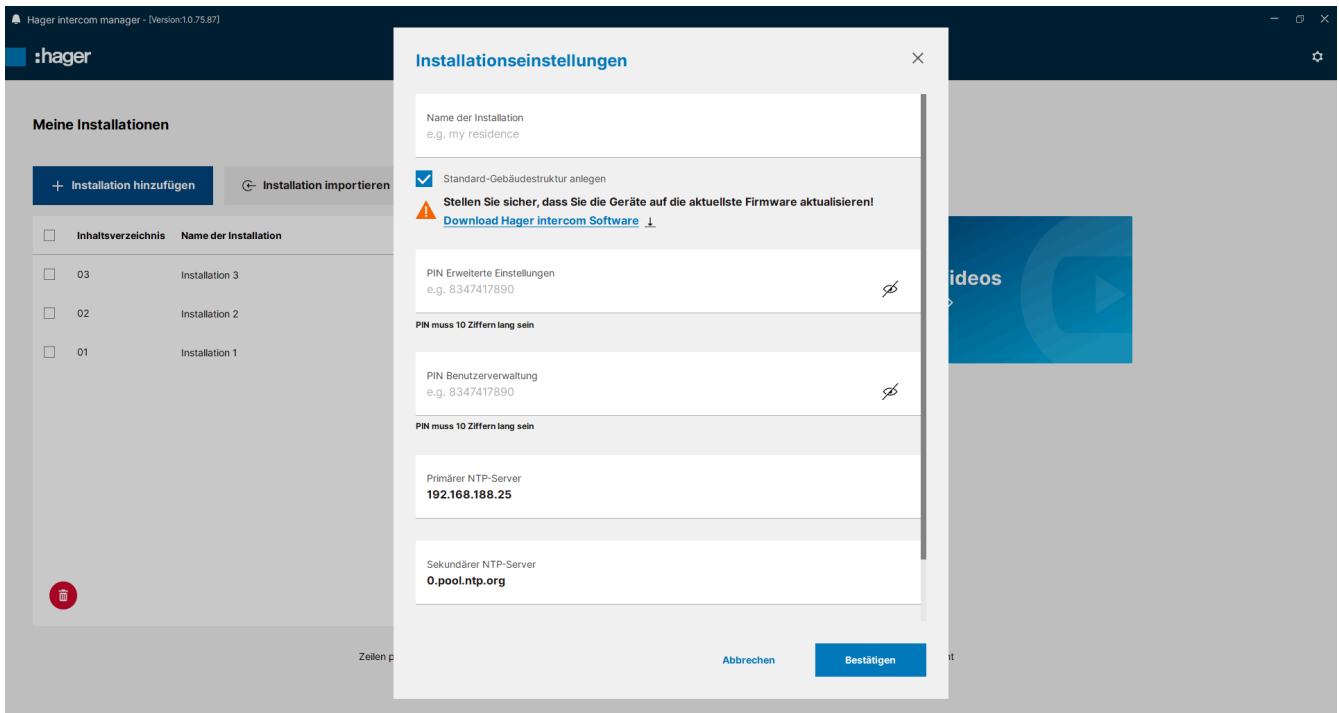 Hager intercom manager - [Version:1.0.75.87]
:hager
Installationseinstellungen
Meine Installationen
Installation hinzufügen
Installation importieren
Inhaltsverzeichnis Name der Installation
03 Installation 3
02 Installation 2
01 Installation 1
Name der Installation
e.g. my residence
Standard-Gebäudestruktur anlegen
Stellen Sie sicher, dass Sie die Geräte auf die aktuellste Firmware aktualisieren!
Download Hager intercom Software
PIN Erweiterte Einstellungen
e.g. 8347417890
PIN muss 10 Ziffern lang sein
PIN Benutzerverwaltung
e.g. 8347417890
PIN muss 10 Ziffern lang sein
Primärer NTP-Server
192.168.188.25
Sekundärer NTP-Server
0.pool.ntp.org
Abbrechen
Bestätigen
ideos
Zeilen